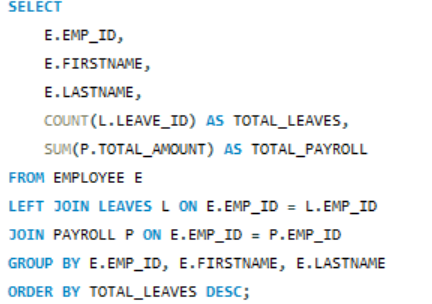 SELECT
E.EMP_ID,
E.FIRSTNAME,
E.LASTNAME,
COUNT(L.LEAVE_ID) AS TOTAL_LEAVES,
SUM(P.TOTAL_AMOUNT) AS TOTAL_PAYROLL
FROM EMPLOYEE E
LEFT JOIN LEAVES L ON E.EMP_ID = L.EMP_ID
JOIN PAYROLL P ON E.EMP_ID = P.EMP_ID
GROUP BY E.EMP_ID, E.FIRSTNAME, E.LASTNAME
ORDER BY TOTAL_LEAVES DESC;